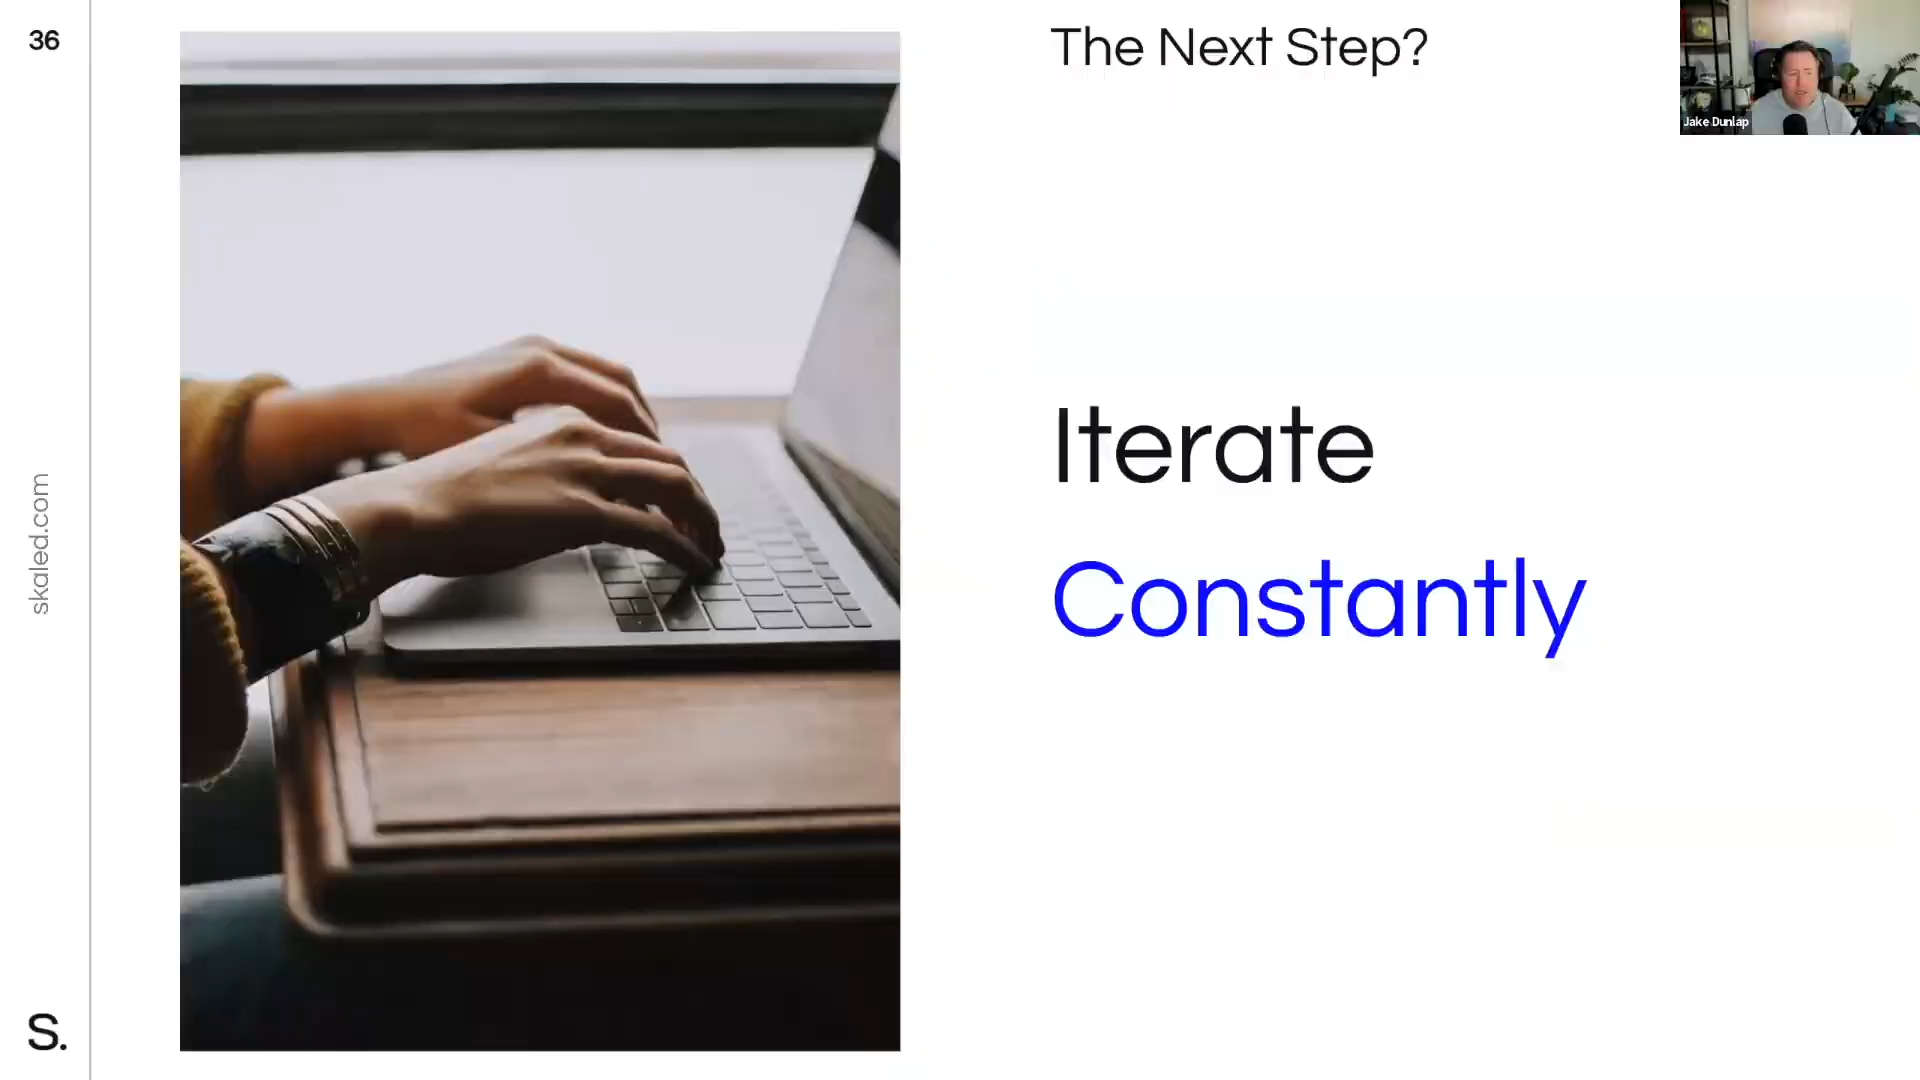 36
The Next Step?
Jake Dunlap
Iterate
Constantly
skaled.com
S.